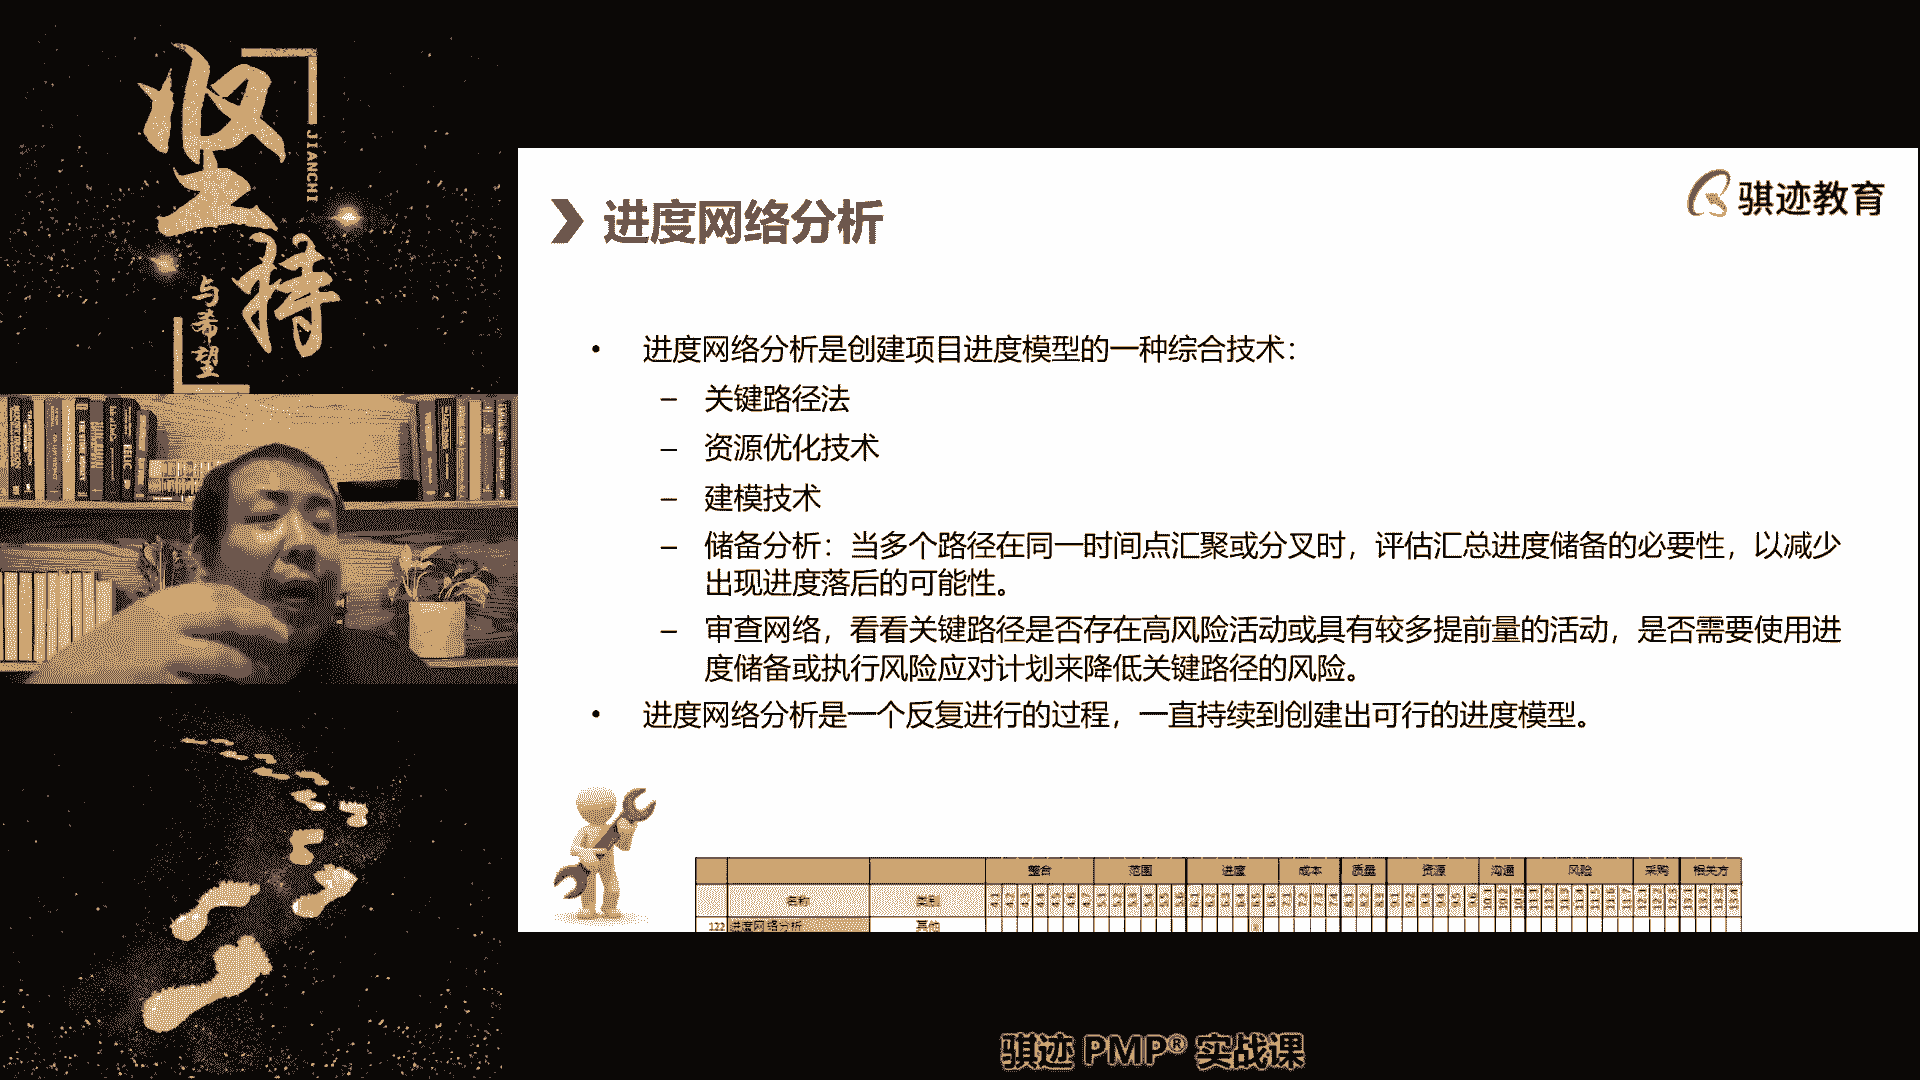 坚持
JIANCHI
与希望
骐迹教育
进度网络分析
• 进度网络分析是创建项目进度模型的一种综合技术：
– 关键路径法
– 资源优化技术
– 建模技术
– 储备分析：当多个路径在同一时间点汇聚或分叉时，评估汇总进度储备的必要性，以减少
出现进度落后的可能性。
– 审查网络，看看关键路径是否存在高风险活动或具有较多提前量的活动，是否需要使用进
度储备或执行风险应对计划来降低关键路径的风险。
• 进度网络分析是一个反复进行的过程，一直持续到创建出可行的进度模型。
整合 范围 进度 成本 质量 资源 沟通 风险 采购 相关方
名称 类别
122 进度网络分析 其他
骐迹 PMP® 实战课